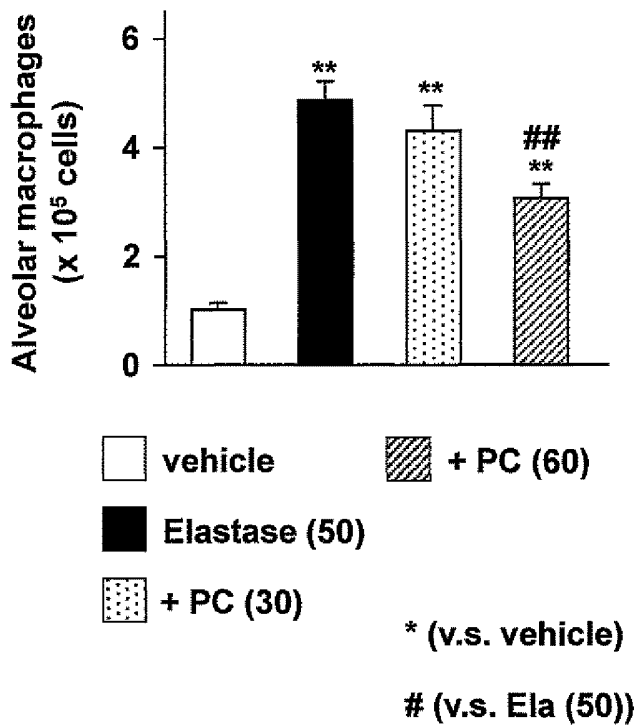 Alveolar macrophages
(x 10⁵ cells)
6
4
2
0
**
**
##
**
vehicle
+ PC (60)
Elastase (50)
+ PC (30)
* (v.s. vehicle)
# (v.s. Ela (50))